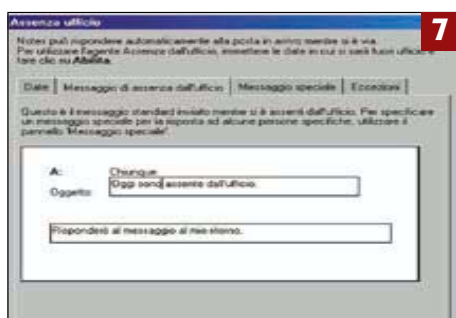 Assenza ufficio
7
Notes può rispondere automaticamente alla posta in arrivo mentre si è via.
Per utilizzare l'agente Assenza dall'ufficio, immettere le date in cui si sarà fuori ufficio e
fare clic su Abilita.
Date Messaggio di assenza dall'ufficio Messaggio speciale Eccezioni
Questo è il messaggio standard inviato mentre si è assenti dall'ufficio. Per specificare
un messaggio speciale per la risposta ad alcune persone specifiche, utilizzare il
pannello 'Messaggio speciale'.
A: Chiunque
Oggetto: Oggi sono assente dall'ufficio.
Risponderò al messaggio al mio ritorno.